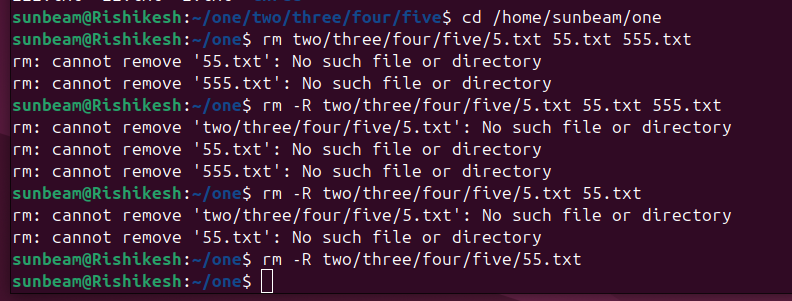 sunbeam@Rishikesh:~/one/two/three/four/five$ cd /home/sunbeam/one
sunbeam@Rishikesh:~/one$ rm two/three/four/five/5.txt 55.txt 555.txt
rm: cannot remove '55.txt': No such file or directory
rm: cannot remove '555.txt': No such file or directory
sunbeam@Rishikesh:~/one$ rm -R two/three/four/five/5.txt 55.txt 555.txt
rm: cannot remove 'two/three/four/five/5.txt': No such file or directory
rm: cannot remove '55.txt': No such file or directory
rm: cannot remove '555.txt': No such file or directory
sunbeam@Rishikesh:~/one$ rm -R two/three/four/five/5.txt 55.txt
rm: cannot remove 'two/three/four/five/5.txt': No such file or directory
rm: cannot remove '55.txt': No such file or directory
sunbeam@Rishikesh:~/one$ rm -R two/three/four/five/55.txt
sunbeam@Rishikesh:~/one$